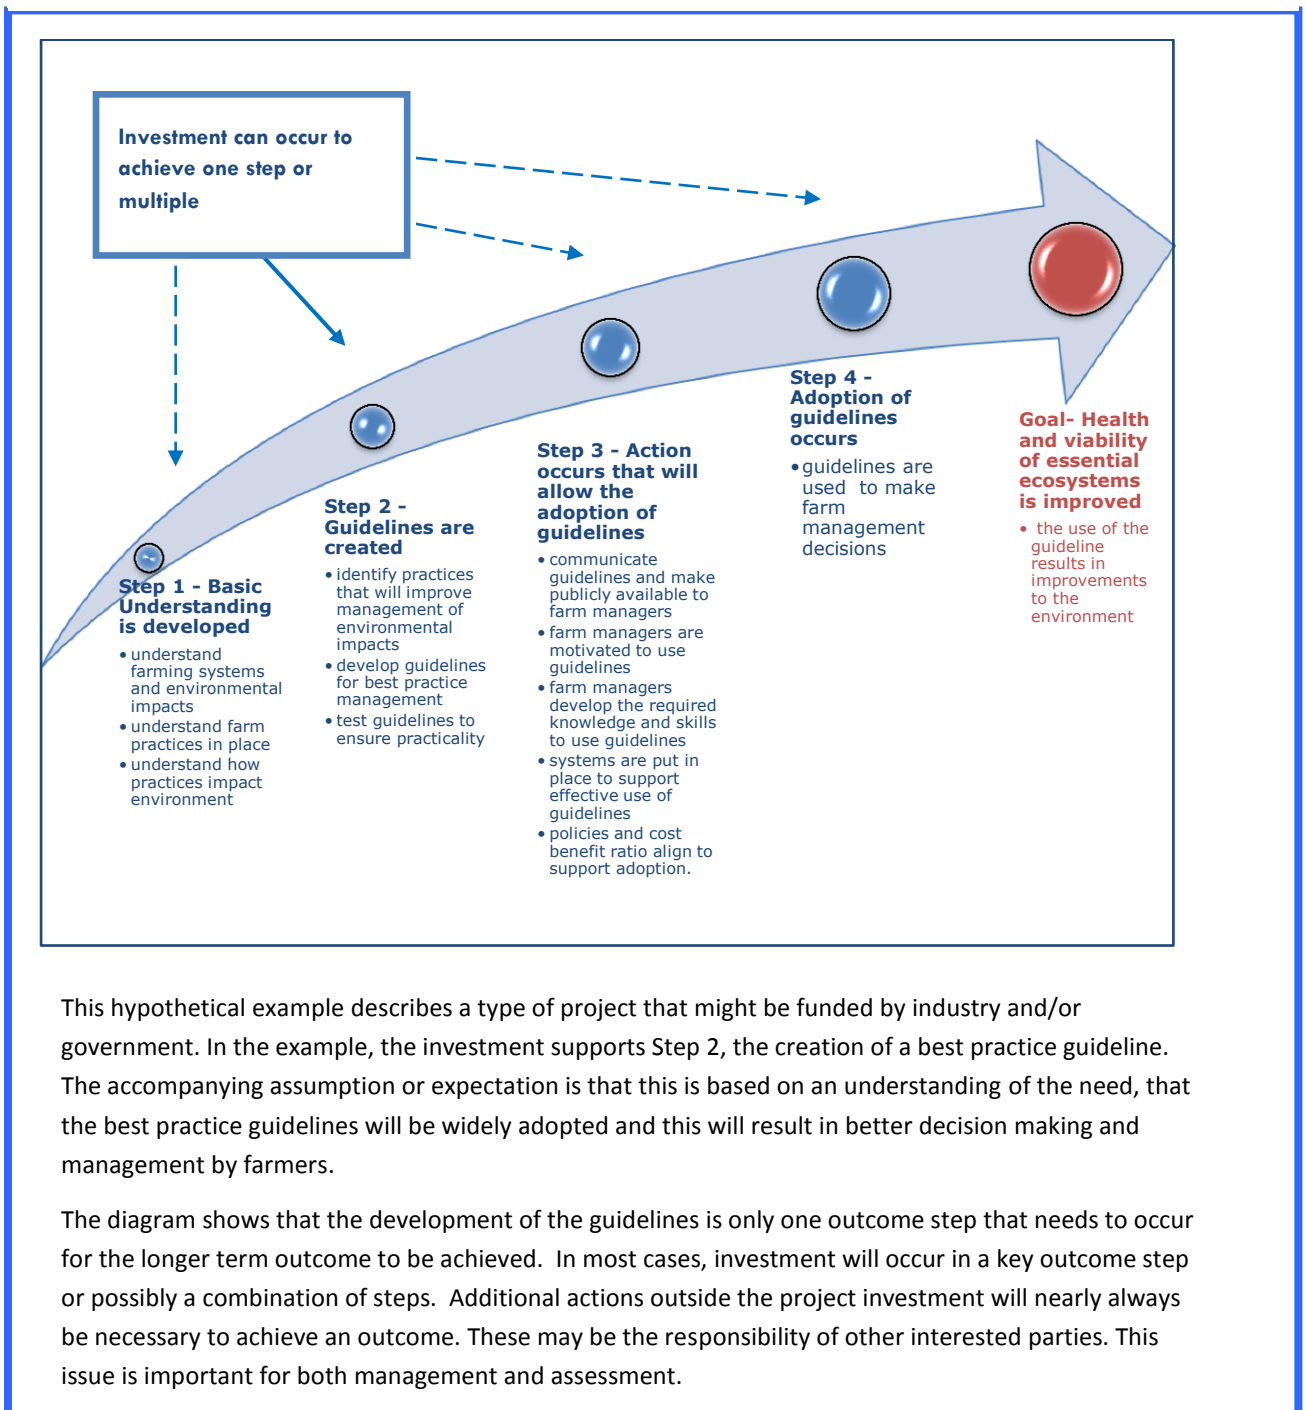 Investment can occur to
achieve one step or
multiple
Step 1 - Basic
Understanding
is developed
• understand
farming systems
and environmental
impacts
• understand farm
practices in place
• understand how
practices impact
environment
Step 2 -
Guidelines are
created
• identify practices
that will improve
management of
environmental
impacts
• develop guidelines
for best practice
management
• test guidelines to
ensure practicality
Step 3 - Action
occurs that will
allow the
adoption of
guidelines
• communicate
guidelines and make
publicly available to
farm managers
• farm managers are
motivated to use
guidelines
• farm managers
develop the required
knowledge and skills
to use guidelines
• systems are put in
place to support
effective use of
guidelines
• policies and cost
benefit ratio align to
support adoption.
Step 4 -
Adoption of
guidelines
occurs
• guidelines are
used to make
farm
management
decisions
Goal- Health
and viability
of essential
ecosystems
is improved
• the use of the
guideline
results in
improvements
to the
environment
This hypothetical example describes a type of project that might be funded by industry and/or
government. In the example, the investment supports Step 2, the creation of a best practice guideline.
The accompanying assumption or expectation is that this is based on an understanding of the need, that
the best practice guidelines will be widely adopted and this will result in better decision making and
management by farmers.
The diagram shows that the development of the guidelines is only one outcome step that needs to occur
for the longer term outcome to be achieved. In most cases, investment will occur in a key outcome step
or possibly a combination of steps. Additional actions outside the project investment will nearly always
be necessary to achieve an outcome. These may be the responsibility of other interested parties. This
issue is important for both management and assessment.